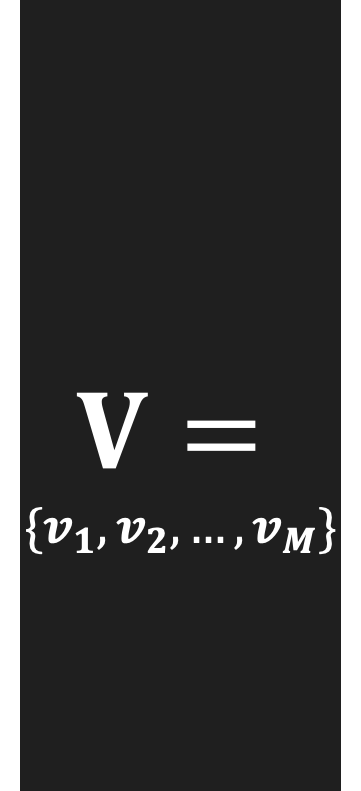 V =
{v₁, v₂, ..., v_M}